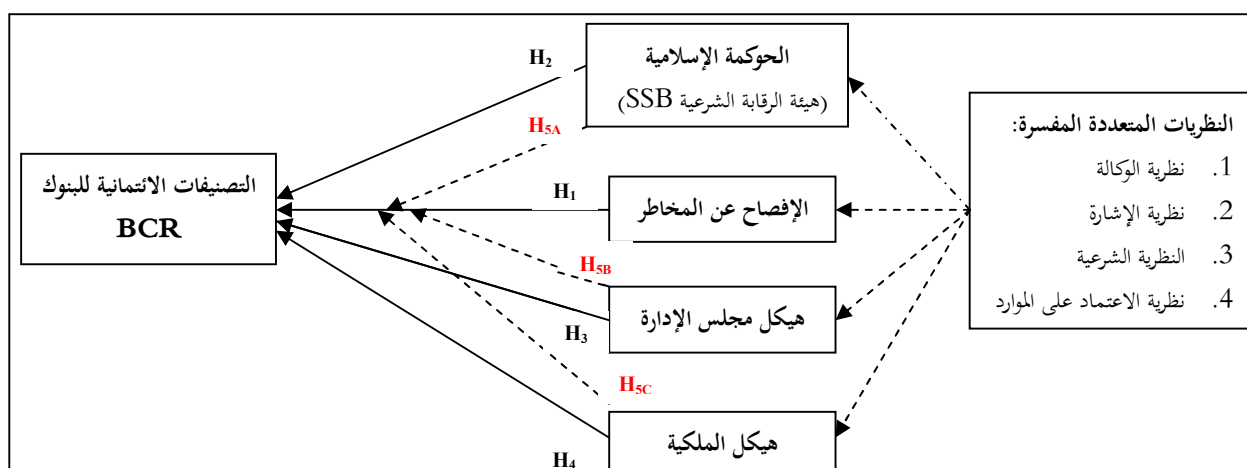 النظريات المتعددة المفسرة:
1. نظرية الوكالة
2. نظرية الإشارة
3. النظرية الشرعية
4. نظرية الاعتماد على الموارد
الحوكمة الإسلامية
(هيئة الرقابة الشرعية SSB)
الإفصاح عن المخاطر
هيكل مجلس الإدارة
هيكل الملكية
H2
H5A
H1
H5B
H3
H5C
H4
التصنيفات الائتمانية للبنوك
BCR